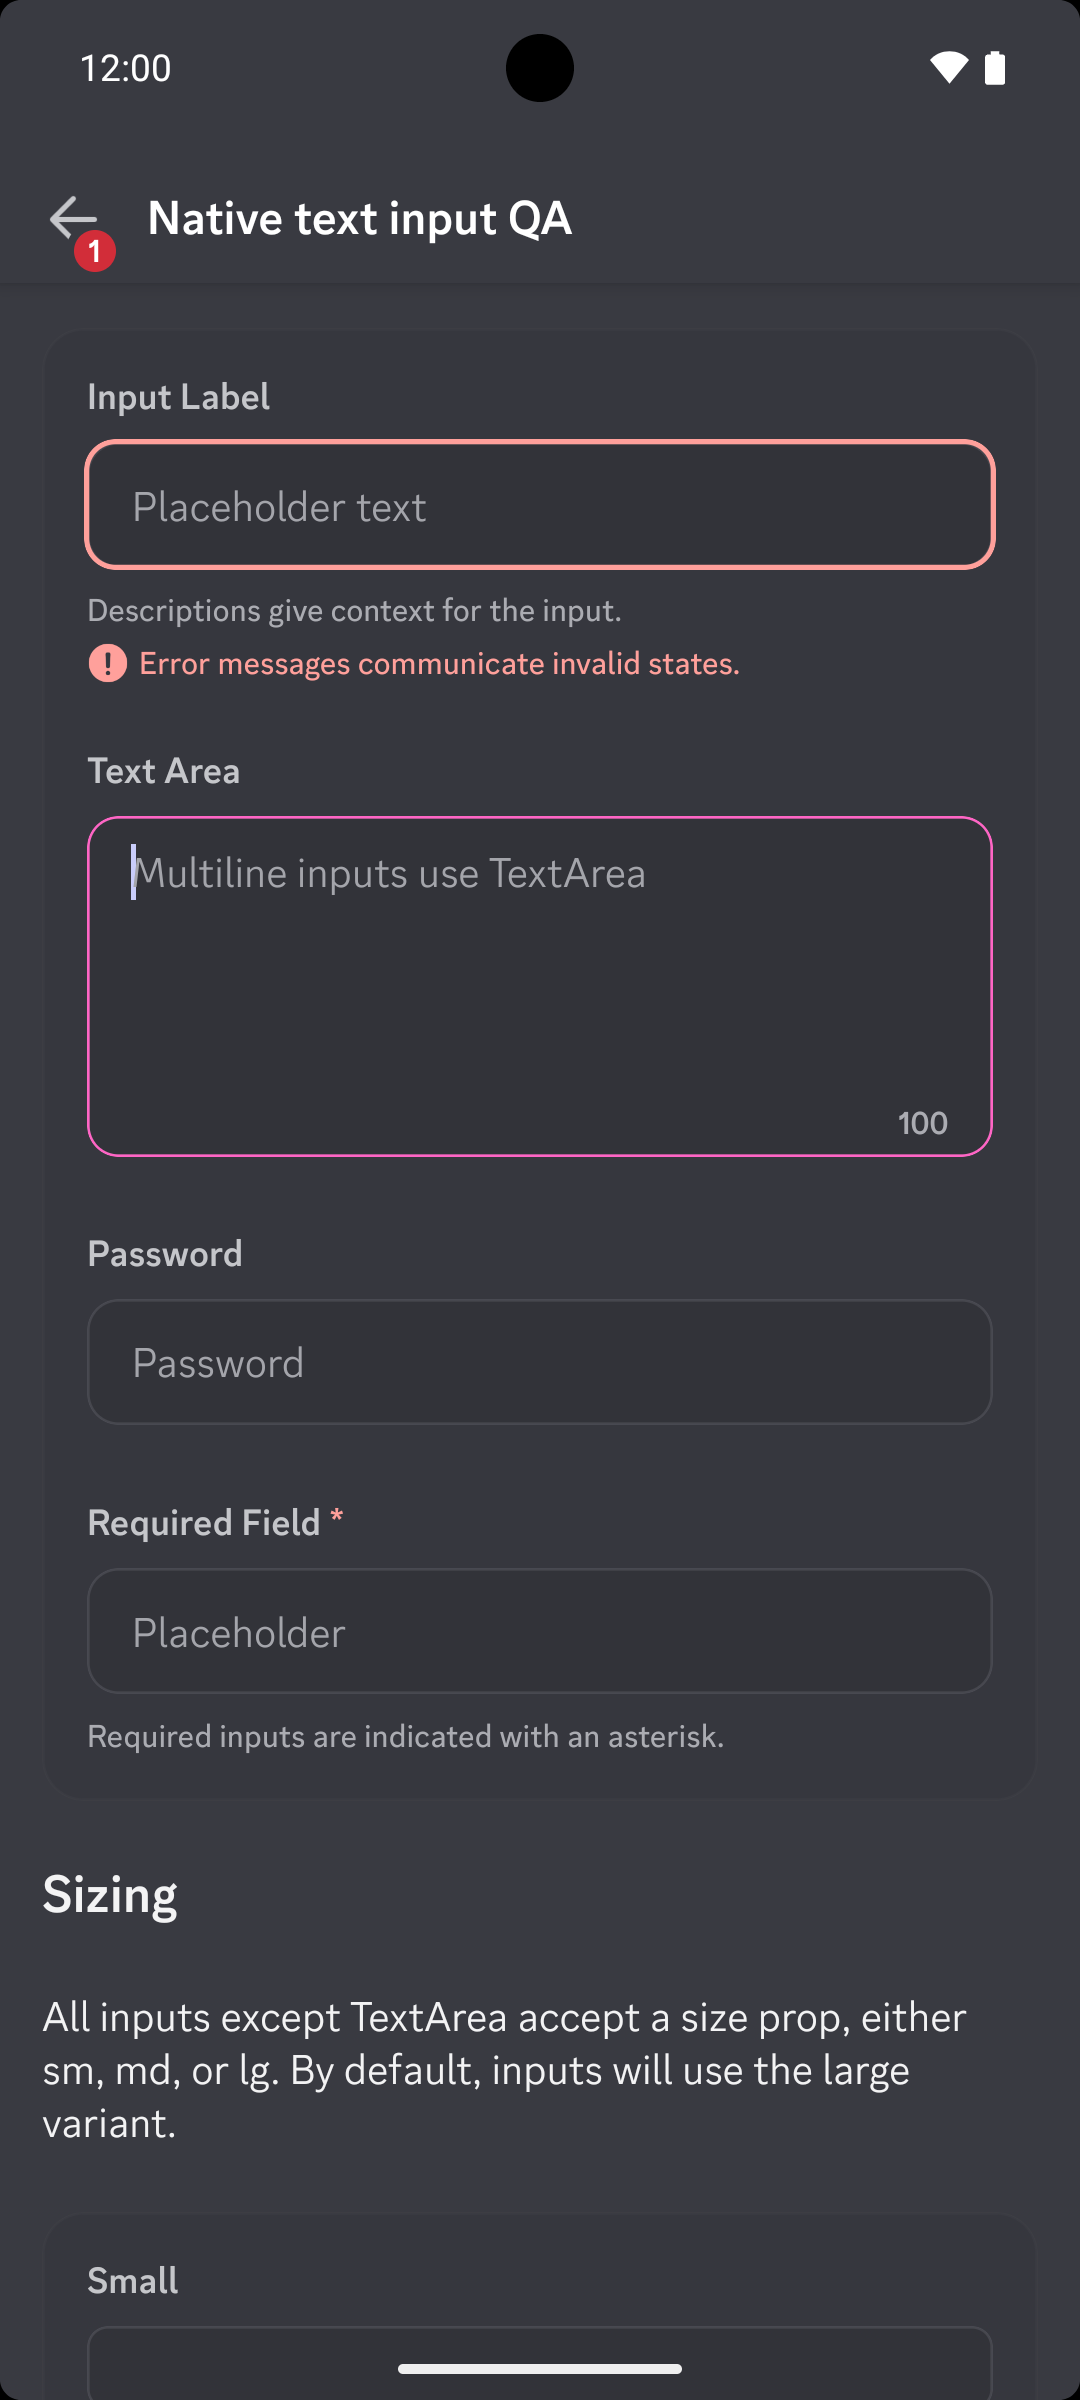 12:00
1
Native text input QA
Input Label
Placeholder text
Descriptions give context for the input.
! Error messages communicate invalid states.
Text Area
Multiline inputs use TextArea
100
Password
Password
Required Field *
Placeholder
Required inputs are indicated with an asterisk.
Sizing
All inputs except TextArea accept a size prop, either
sm, md, or lg. By default, inputs will use the large
variant.
Small